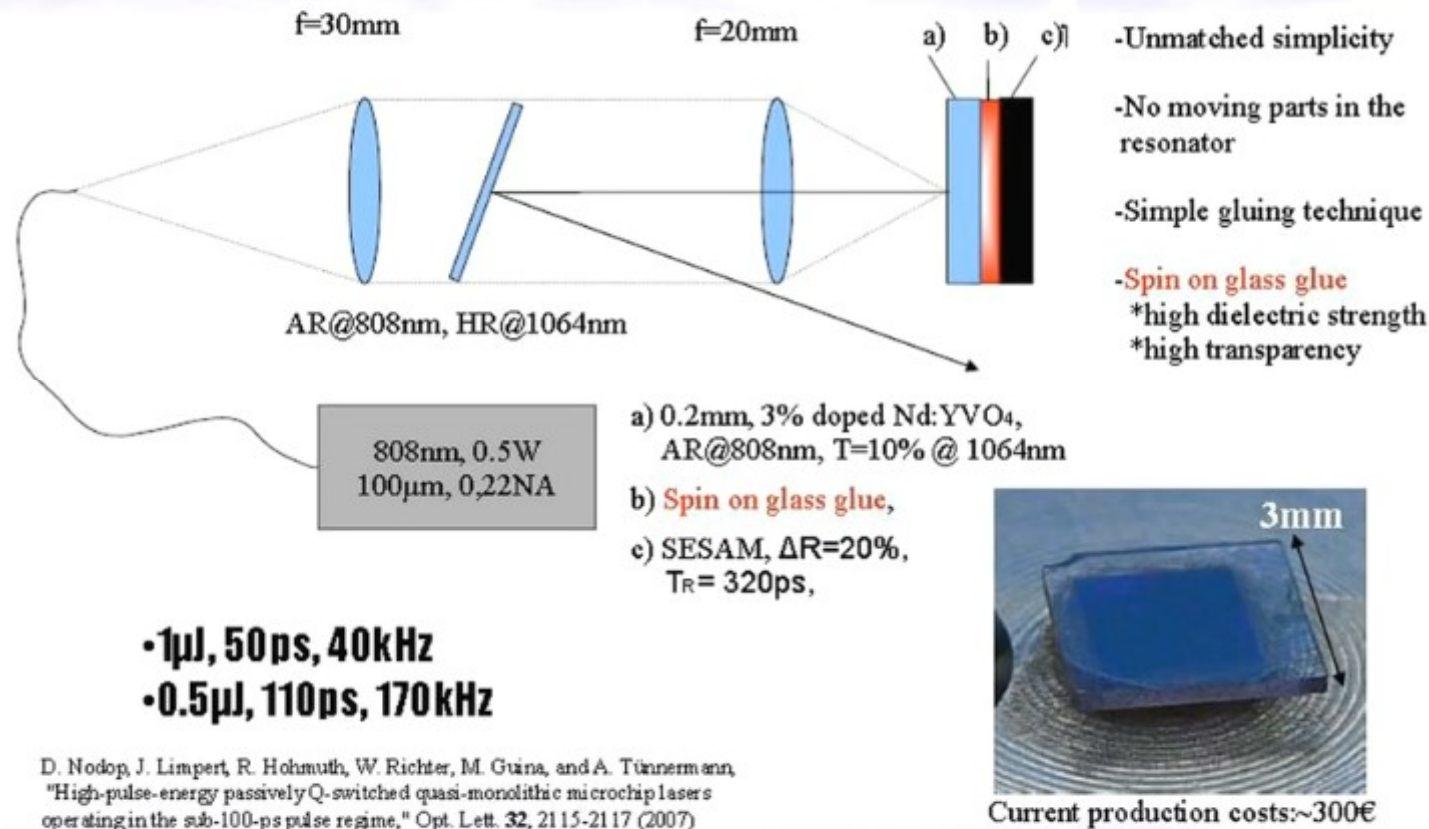 f=30mm
f=20mm
a)
b)
c)
AR@808nm, HR@1064nm
808nm, 0.5W
100µm, 0,22NA
a) 0.2mm, 3% doped Nd:YVO4,
AR@808nm, T=10% @ 1064nm
b) Spin on glass glue,
c) SESAM, ΔR=20%,
TR= 320ps,
-Unmatched simplicity
-No moving parts in the
resonator
-Simple gluing technique
-Spin on glass glue
*high dielectric strength
*high transparency
•1µJ, 50ps, 40kHz
•0.5µJ, 110ps, 170kHz
3mm
Current production costs:~300€
D. Nodop, J. Limpert, R. Hohmuth, W. Richter, M. Guina, and A. Tünnermann,
"High-pulse-energy passively Q-switched quasi-monolithic microchip lasers
operating in the sub-100-ps pulse regime," Opt. Lett. 32, 2115-2117 (2007)